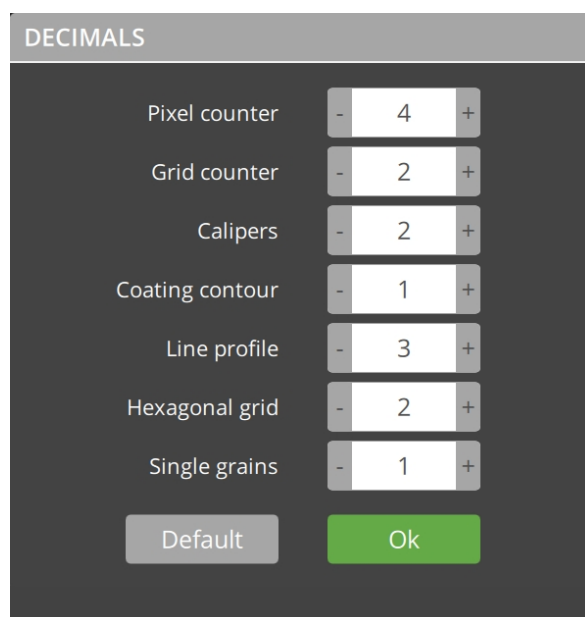 DECIMALS
Pixel counter - 4 +
Grid counter - 2 +
Calipers - 2 +
Coating contour - 1 +
Line profile - 3 +
Hexagonal grid - 2 +
Single grains - 1 +
Default Ok